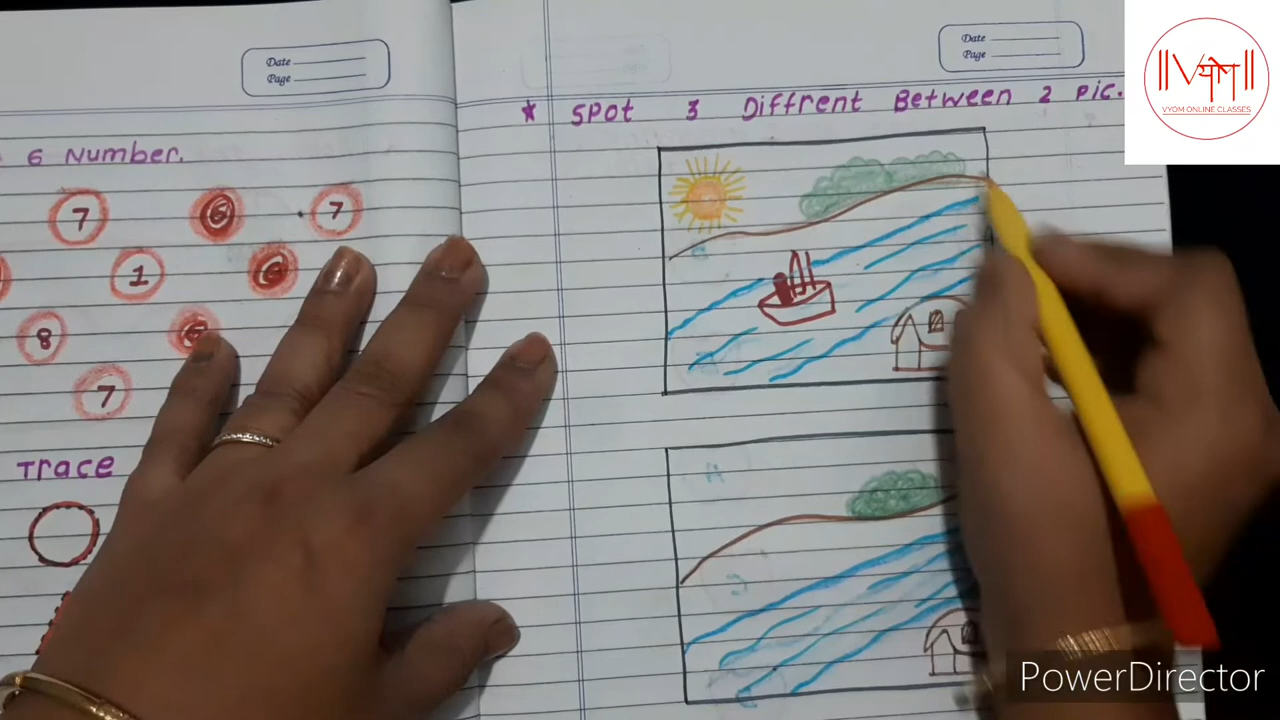 Date
Page
6 Number.
7 6 7
1 6
8 6
7
Trace
Date
Page
* Spot 3 Diffrent Between 2 Pic.
||Vयोम||
VYOM ONLINE CLASSES
PowerDirector